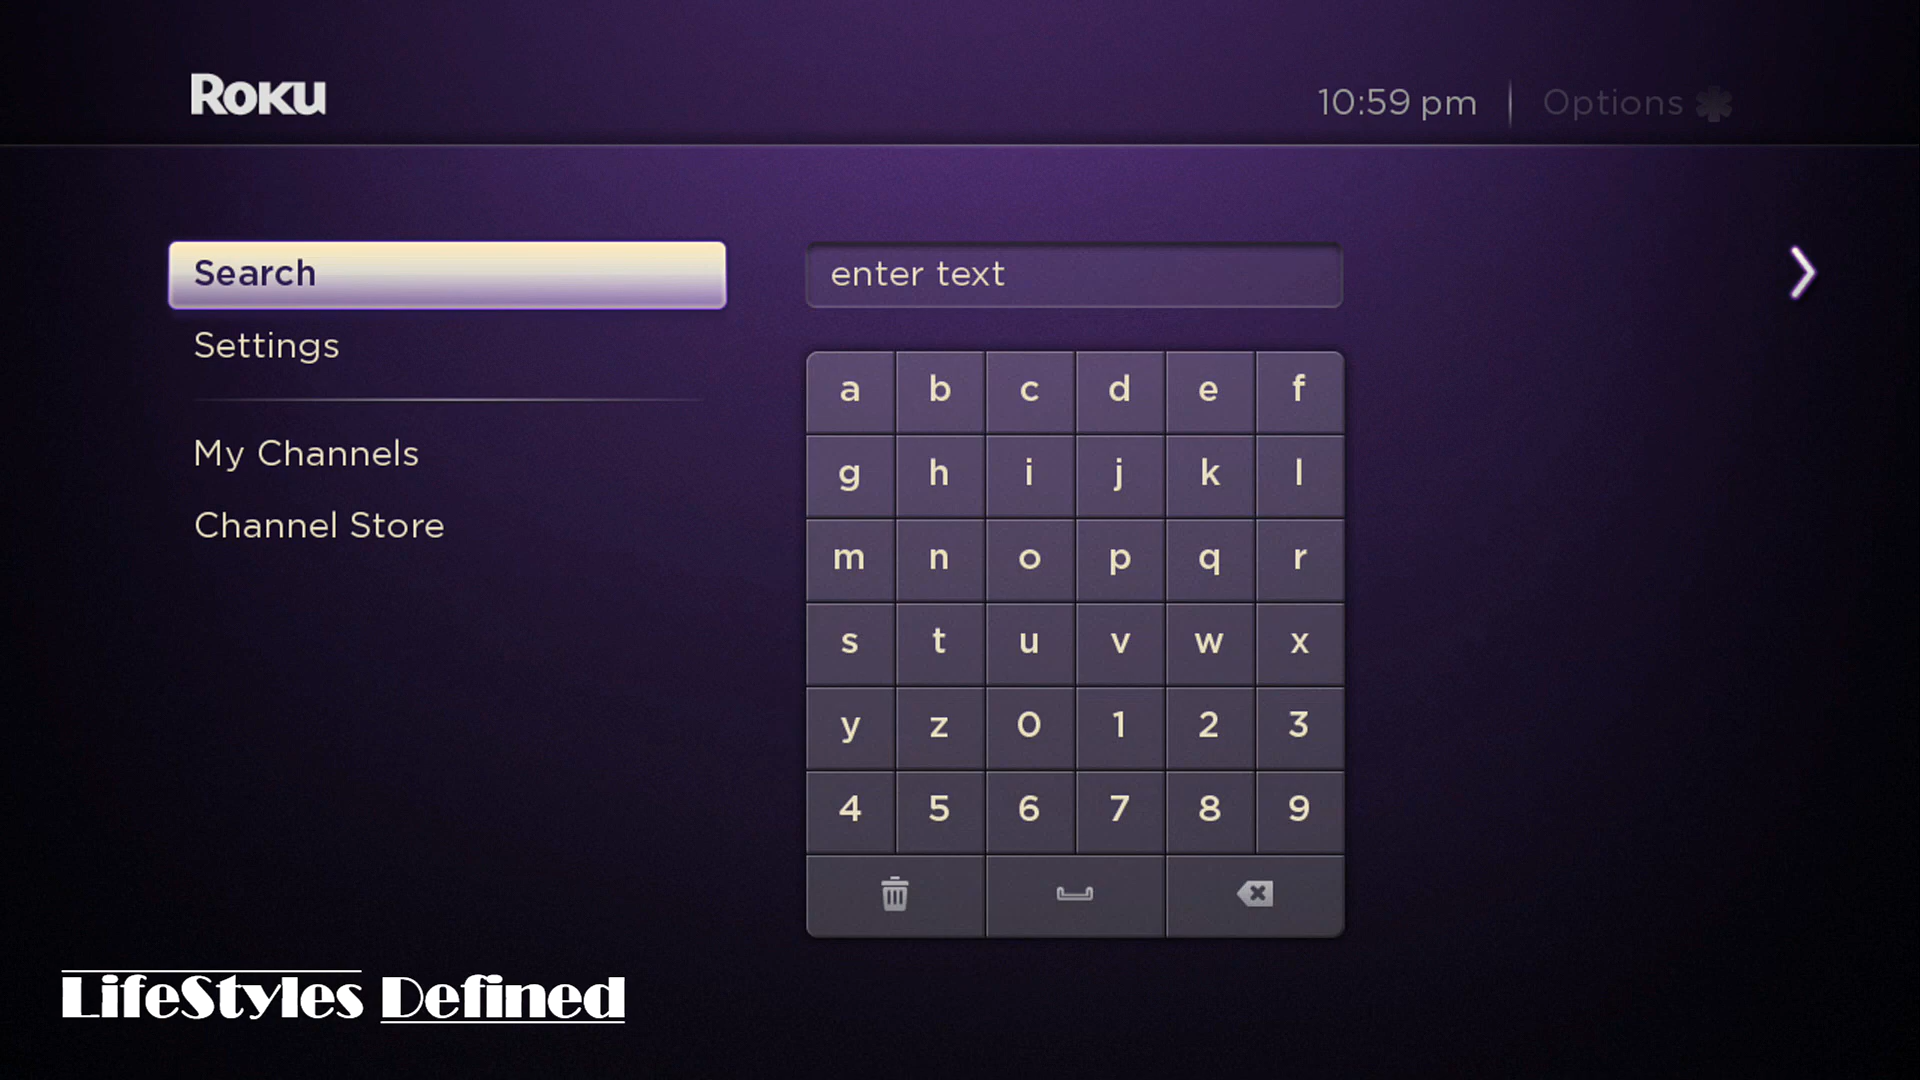 Roku
10:59 pm
Options
Search
enter text
Settings
My Channels
Channel Store
a b c d e f
g h i j k l
m n o p q r
s t u v w x
y z 0 1 2 3
4 5 6 7 8 9
LifeStyles Defined